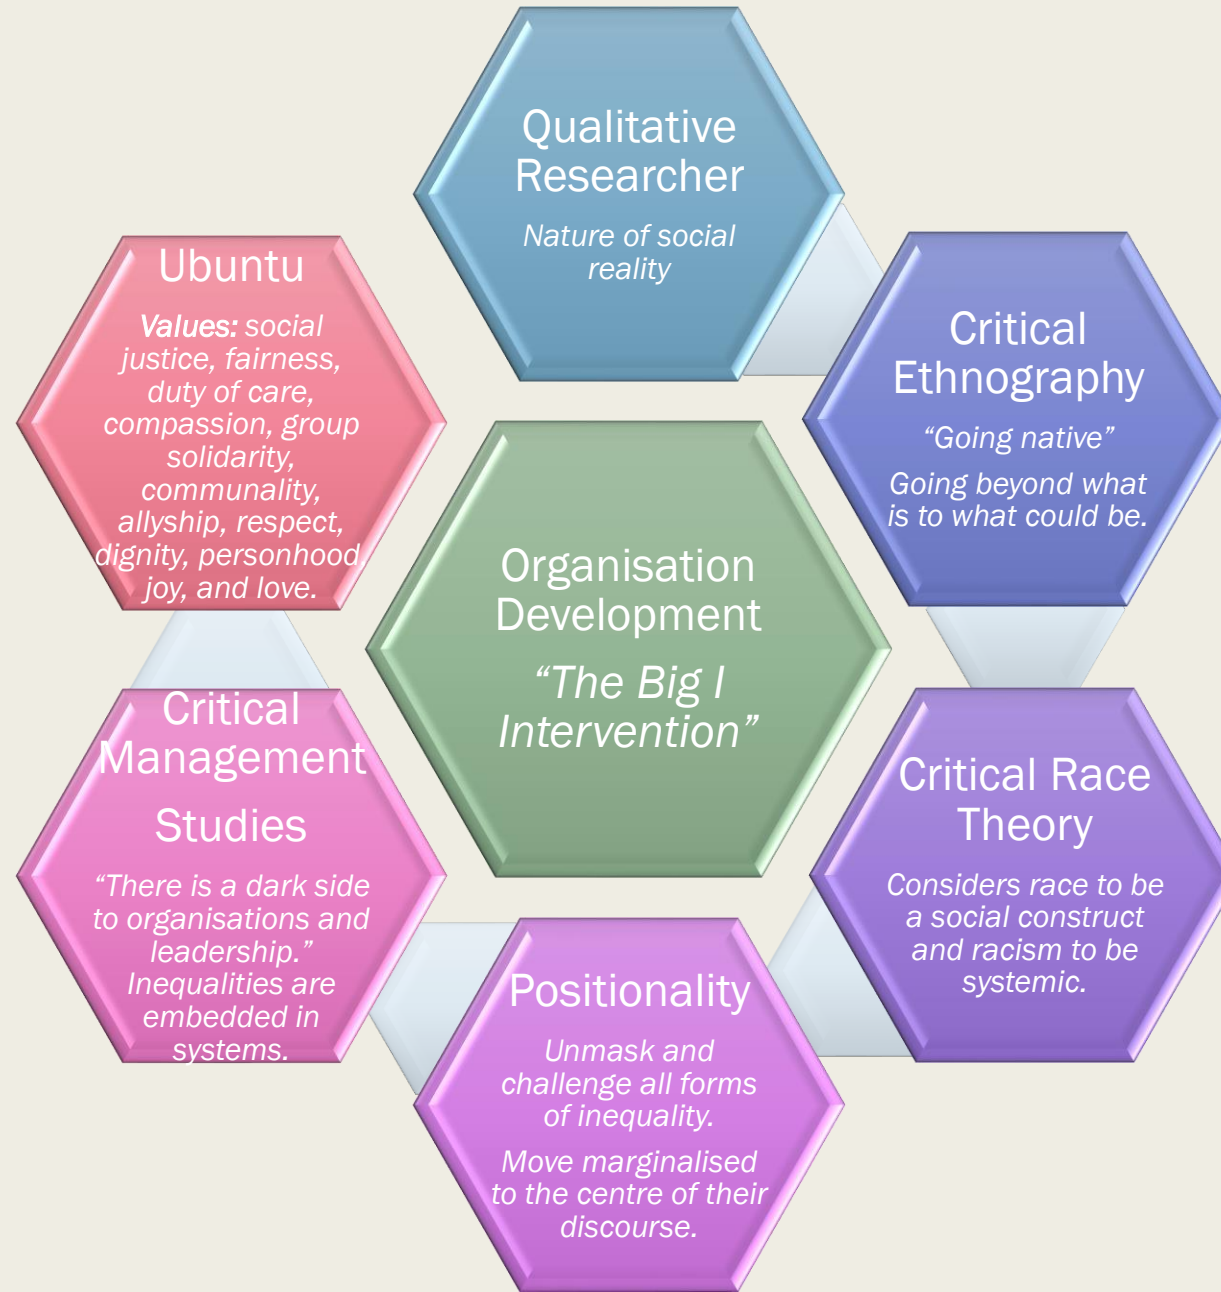 Qualitative
Researcher
Nature of social
reality
Critical
Ethnography
“Going native”
Going beyond what
is to what could be.
Critical Race
Theory
Considers race to be
a social construct
and racism to be
systemic.
Positionality
Unmask and
challenge all forms
of inequality.
Move marginalised
to the centre of their
discourse.
Critical
Management
Studies
“There is a dark side
to organisations and
leadership.”
Inequalities are
embedded in
systems.
Ubuntu
Values: social
justice, fairness,
duty of care,
compassion, group
solidarity,
communality,
allyship, respect,
dignity, personhood
joy, and love.
Organisation
Development
“The Big I
Intervention”